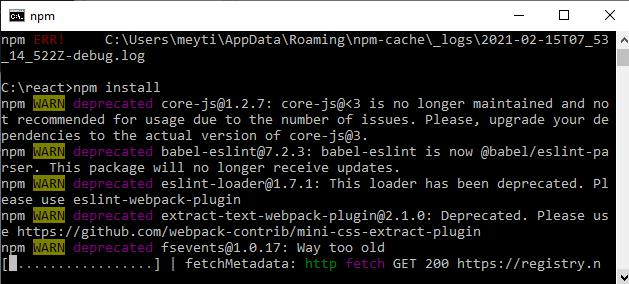 npm
npm ERR!     C:\Users\meyti\AppData\Roaming\npm-cache\_logs\2021-02-15T07_53
_14_522Z-debug.log
C:\react>npm install
npm WARN deprecated core-js@1.2.7: core-js@<3 is no longer maintained and no
t recommended for usage due to the number of issues. Please, upgrade your de
pendencies to the actual version of core-js@3.
npm WARN deprecated babel-eslint@7.2.3: babel-eslint is now @babel/eslint-pa
rser. This package will no longer receive updates.
npm WARN deprecated eslint-loader@1.7.1: This loader has been deprecated. Pl
ease use eslint-webpack-plugin
npm WARN deprecated extract-text-webpack-plugin@2.1.0: Deprecated. Please us
e https://github.com/webpack-contrib/mini-css-extract-plugin
npm WARN deprecated fsevents@1.0.17: Way too old
[ .................] | fetchMetadata: http fetch GET 200 https://registry.n